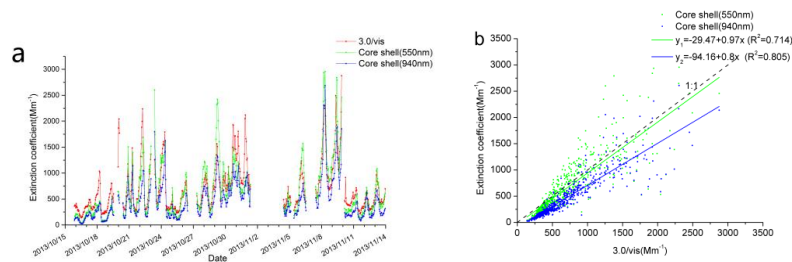 a
3.0/vis
Core shell(550nm)
Core shell(940nm)
3000
2500
2000
1500
1000
500
0
Extinction coefficient(Mm⁻¹)
2013/10/15
2013/10/18
2013/10/21
2013/10/24
2013/10/27
2013/10/30
2013/11/2
2013/11/5
2013/11/8
2013/11/11
2013/11/14
Date
b
Core shell(550nm)
Core shell(940nm)
y₁=-29.47+0.97x (R²=0.714)
y₂=-94.16+0.8x (R²=0.805)
1:1
3500
3000
2500
2000
1500
1000
500
0
Extinction coefficient(Mm⁻¹)
0 500 1000 1500 2000 2500 3000 3500
3.0/vis(Mm⁻¹)